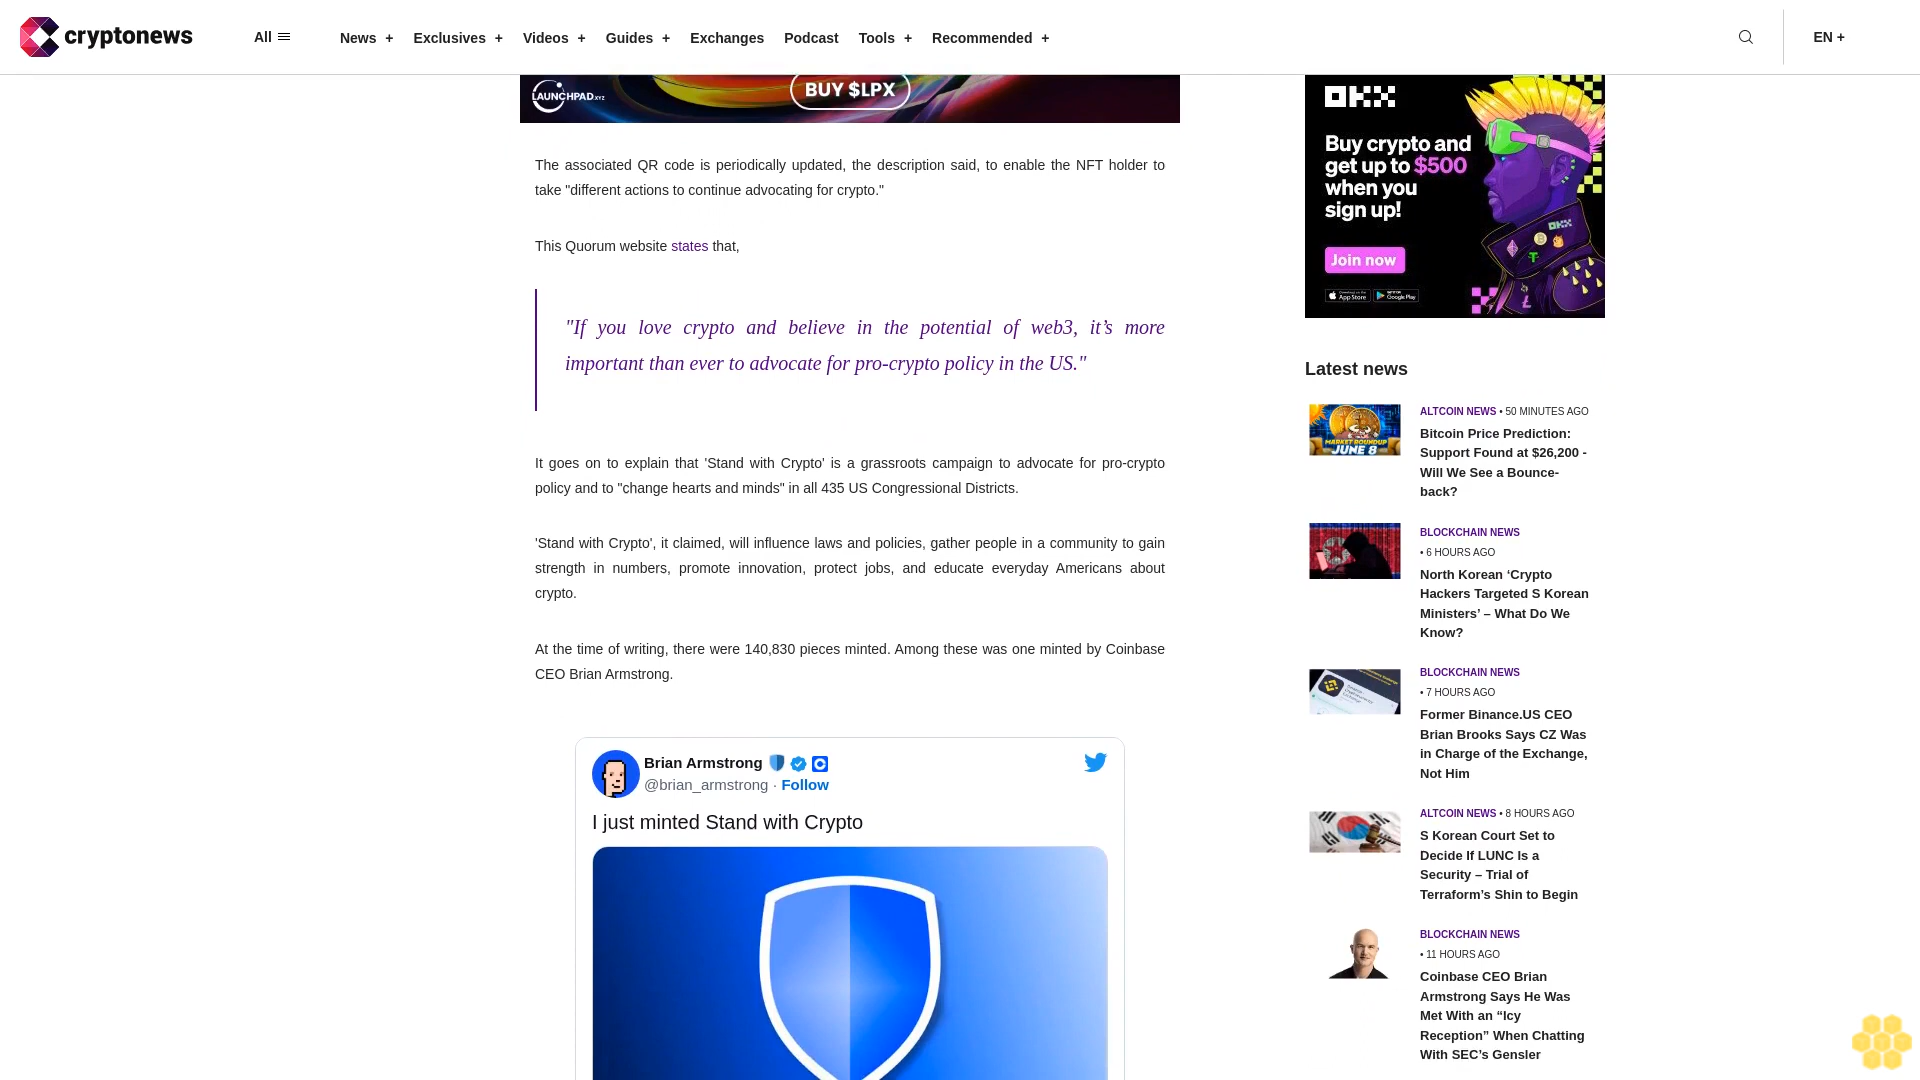 cryptonews
All
News +
Exclusives +
Videos +
Guides +
Exchanges
Podcast
Tools +
Recommended +
EN +
LAUNCHPAD.XYZ
BUY $LPX
The associated QR code is periodically updated, the description said, to enable the NFT holder to
take "different actions to continue advocating for crypto."
This Quorum website states that,
"If you love crypto and believe in the potential of web3, it’s more
important than ever to advocate for pro-crypto policy in the US."
It goes on to explain that 'Stand with Crypto' is a grassroots campaign to advocate for pro-crypto
policy and to "change hearts and minds" in all 435 US Congressional Districts.
'Stand with Crypto', it claimed, will influence laws and policies, gather people in a community to gain
strength in numbers, promote innovation, protect jobs, and educate everyday Americans about
crypto.
At the time of writing, there were 140,830 pieces minted. Among these was one minted by Coinbase
CEO Brian Armstrong.
Brian Armstrong
@brian_armstrong · Follow
I just minted Stand with Crypto
OKX
Buy crypto and
get up to $500
when you
sign up!
OKX
Join now
App Store
Google Play
Latest news
MARKET ROUNDUP
JUNE 8
ALTCOIN NEWS • 50 MINUTES AGO
Bitcoin Price Prediction:
Support Found at $26,200 -
Will We See a Bounce-
back?
BLOCKCHAIN NEWS
• 6 HOURS AGO
North Korean ‘Crypto
Hackers Targeted S Korean
Ministers’ – What Do We
Know?
BLOCKCHAIN NEWS
• 7 HOURS AGO
Former Binance.US CEO
Brian Brooks Says CZ Was
in Charge of the Exchange,
Not Him
ALTCOIN NEWS • 8 HOURS AGO
S Korean Court Set to
Decide If LUNC Is a
Security – Trial of
Terraform’s Shin to Begin
BLOCKCHAIN NEWS
• 11 HOURS AGO
Coinbase CEO Brian
Armstrong Says He Was
Met With an “Icy
Reception” When Chatting
With SEC’s Gensler